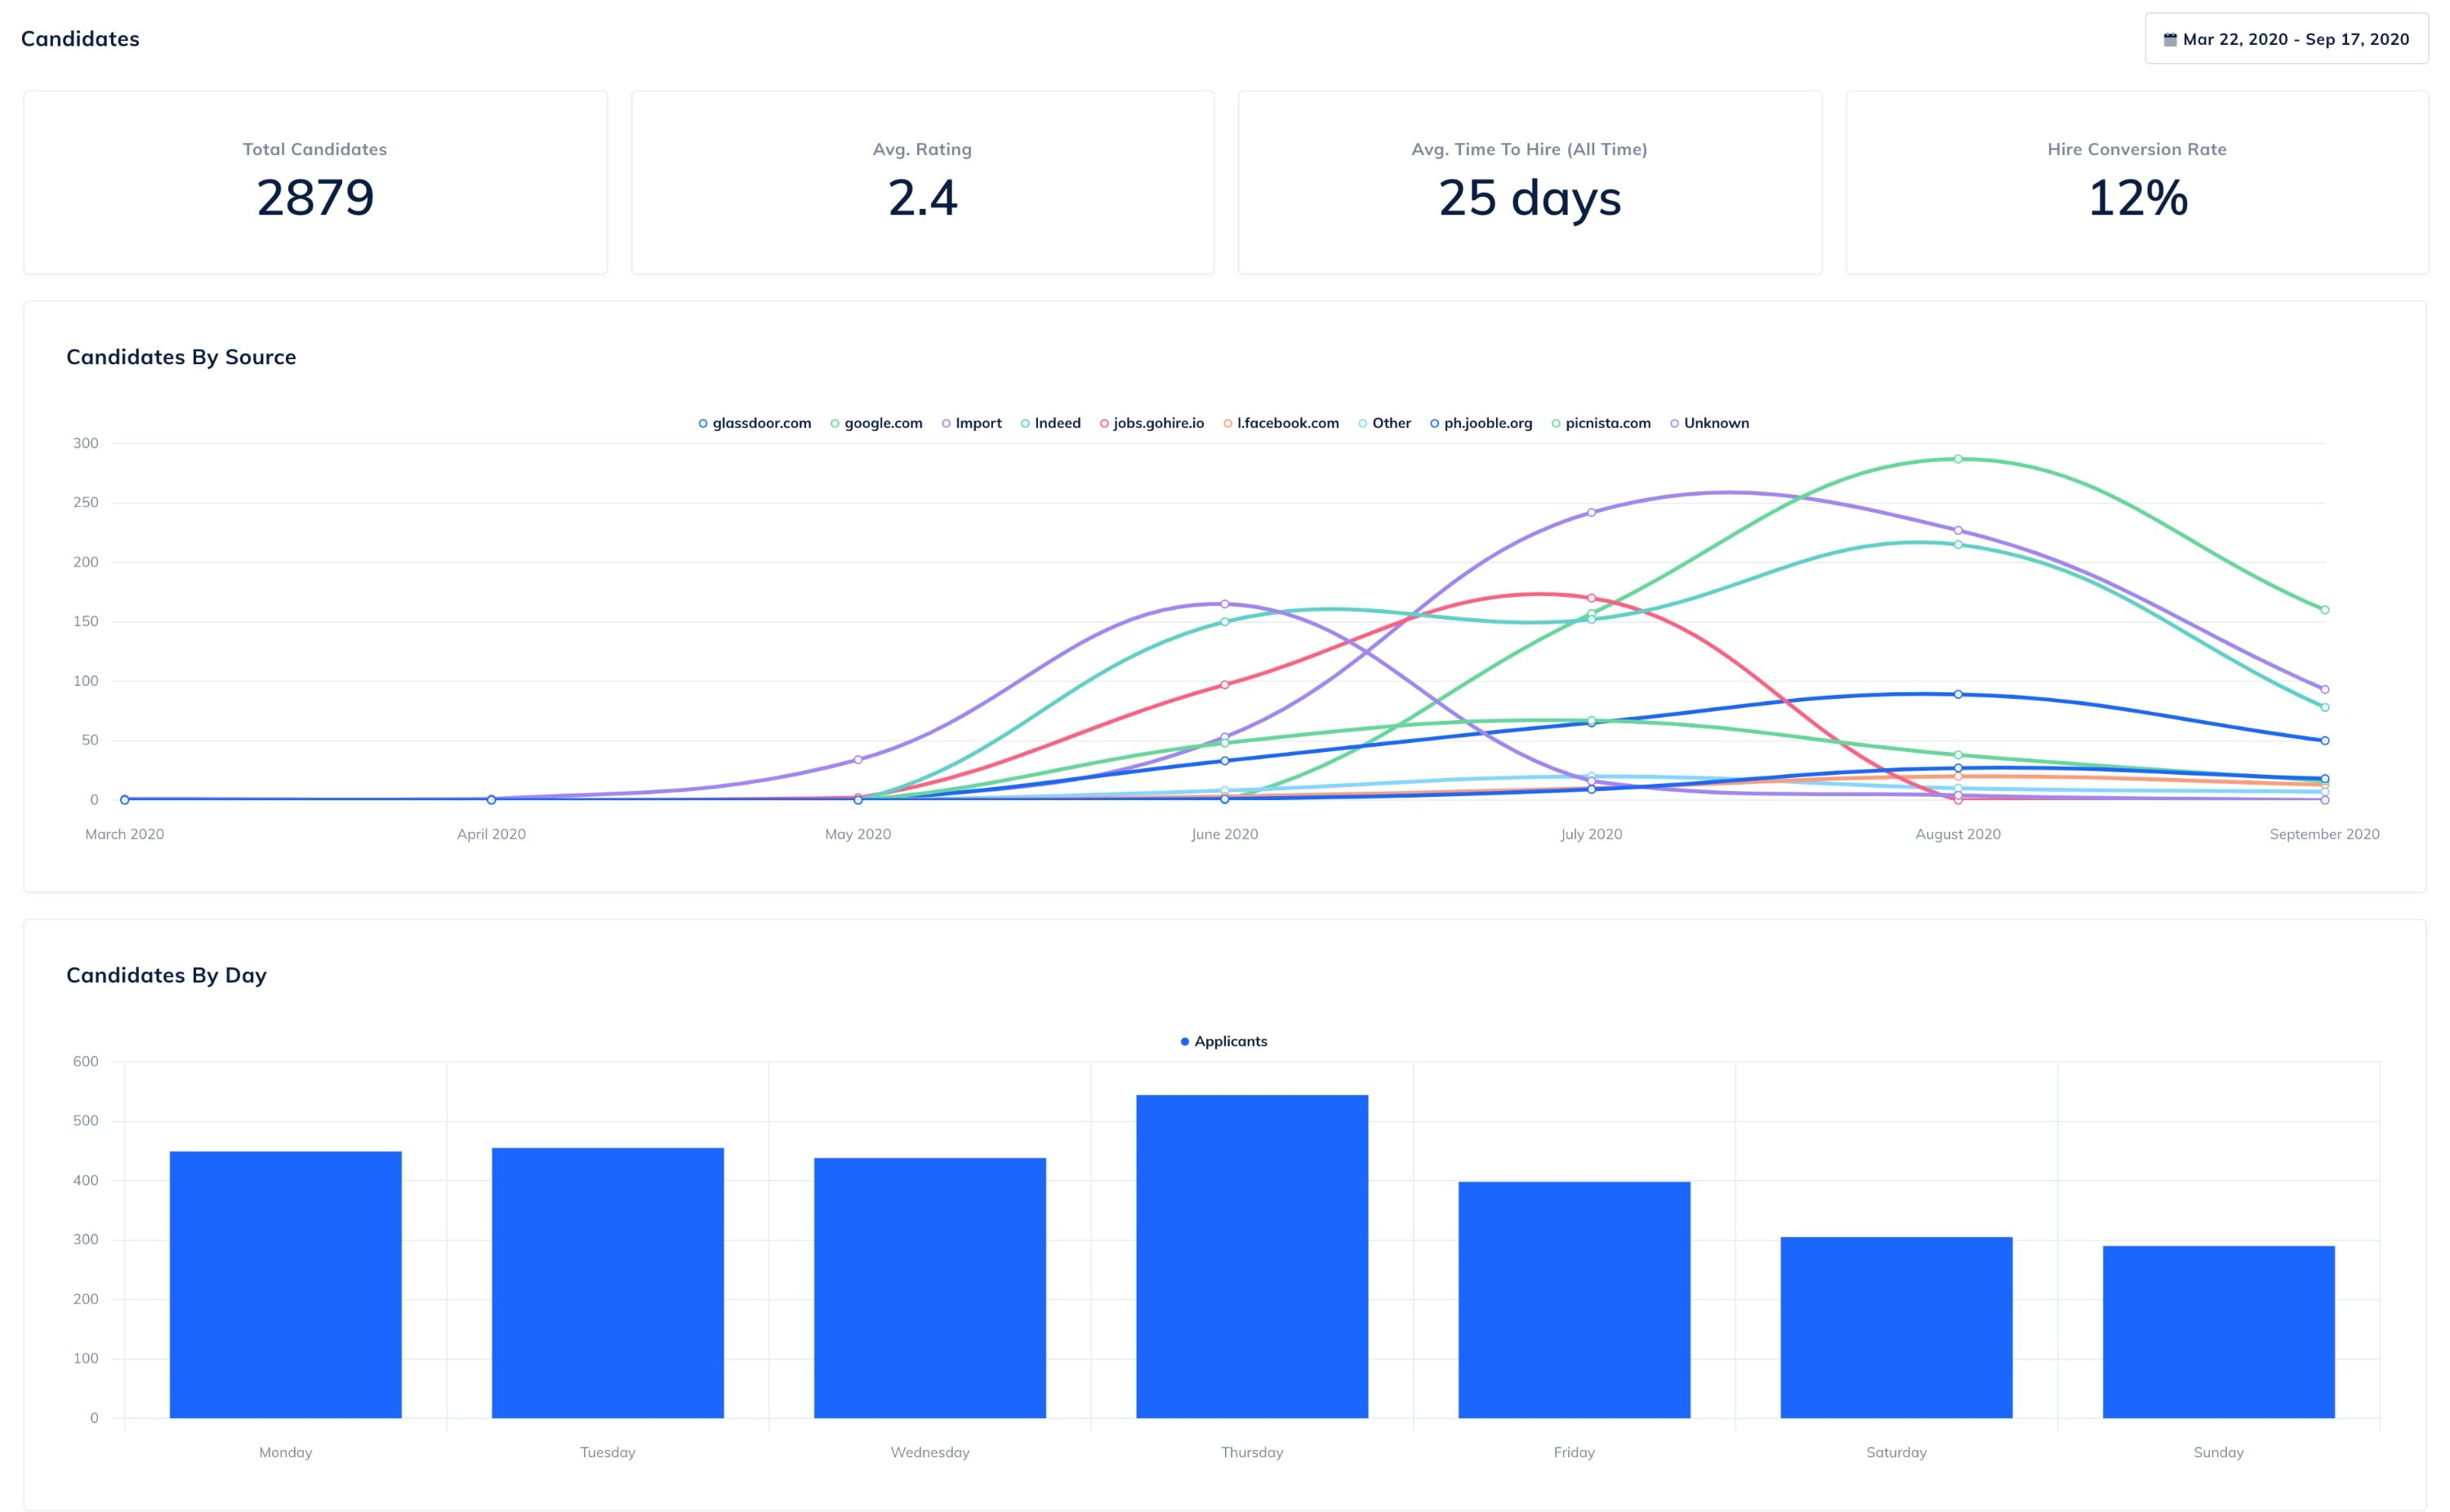 Candidates
Mar 22, 2020 - Sep 17, 2020
Total Candidates
2879
Avg. Rating
2.4
Avg. Time To Hire (All Time)
25 days
Hire Conversion Rate
12%
Candidates By Source
glassdoor.com google.com Import Indeed jobs.gohire.io l.facebook.com Other ph.jooble.org picnista.com Unknown
300
250
200
150
100
50
0
March 2020 April 2020 May 2020 June 2020 July 2020 August 2020 September 2020
Candidates By Day
Applicants
600
500
400
300
200
100
0
Monday Tuesday Wednesday Thursday Friday Saturday Sunday